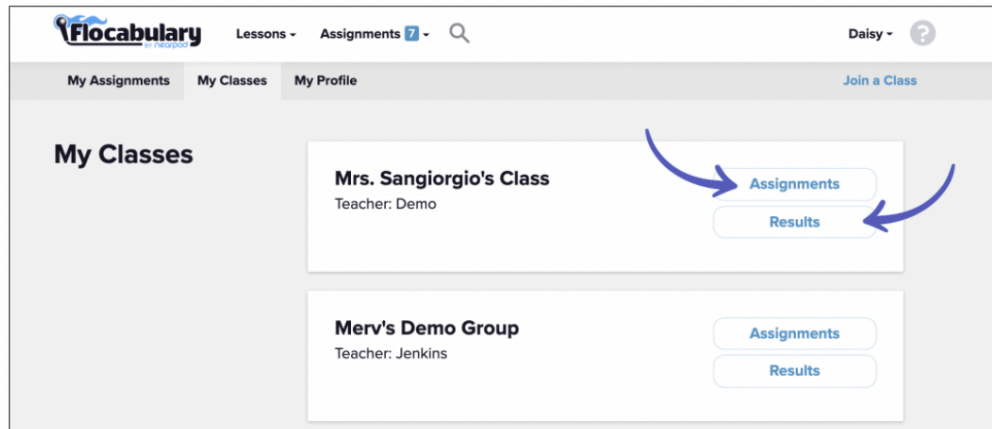 Flocabulary Lessons Assignments 7 Daisy ?
BY nearpod
My Assignments My Classes My Profile Join a Class
My Classes
Mrs. Sangiorgio's Class
Teacher: Demo
Assignments
Results
Merv's Demo Group
Teacher: Jenkins
Assignments
Results